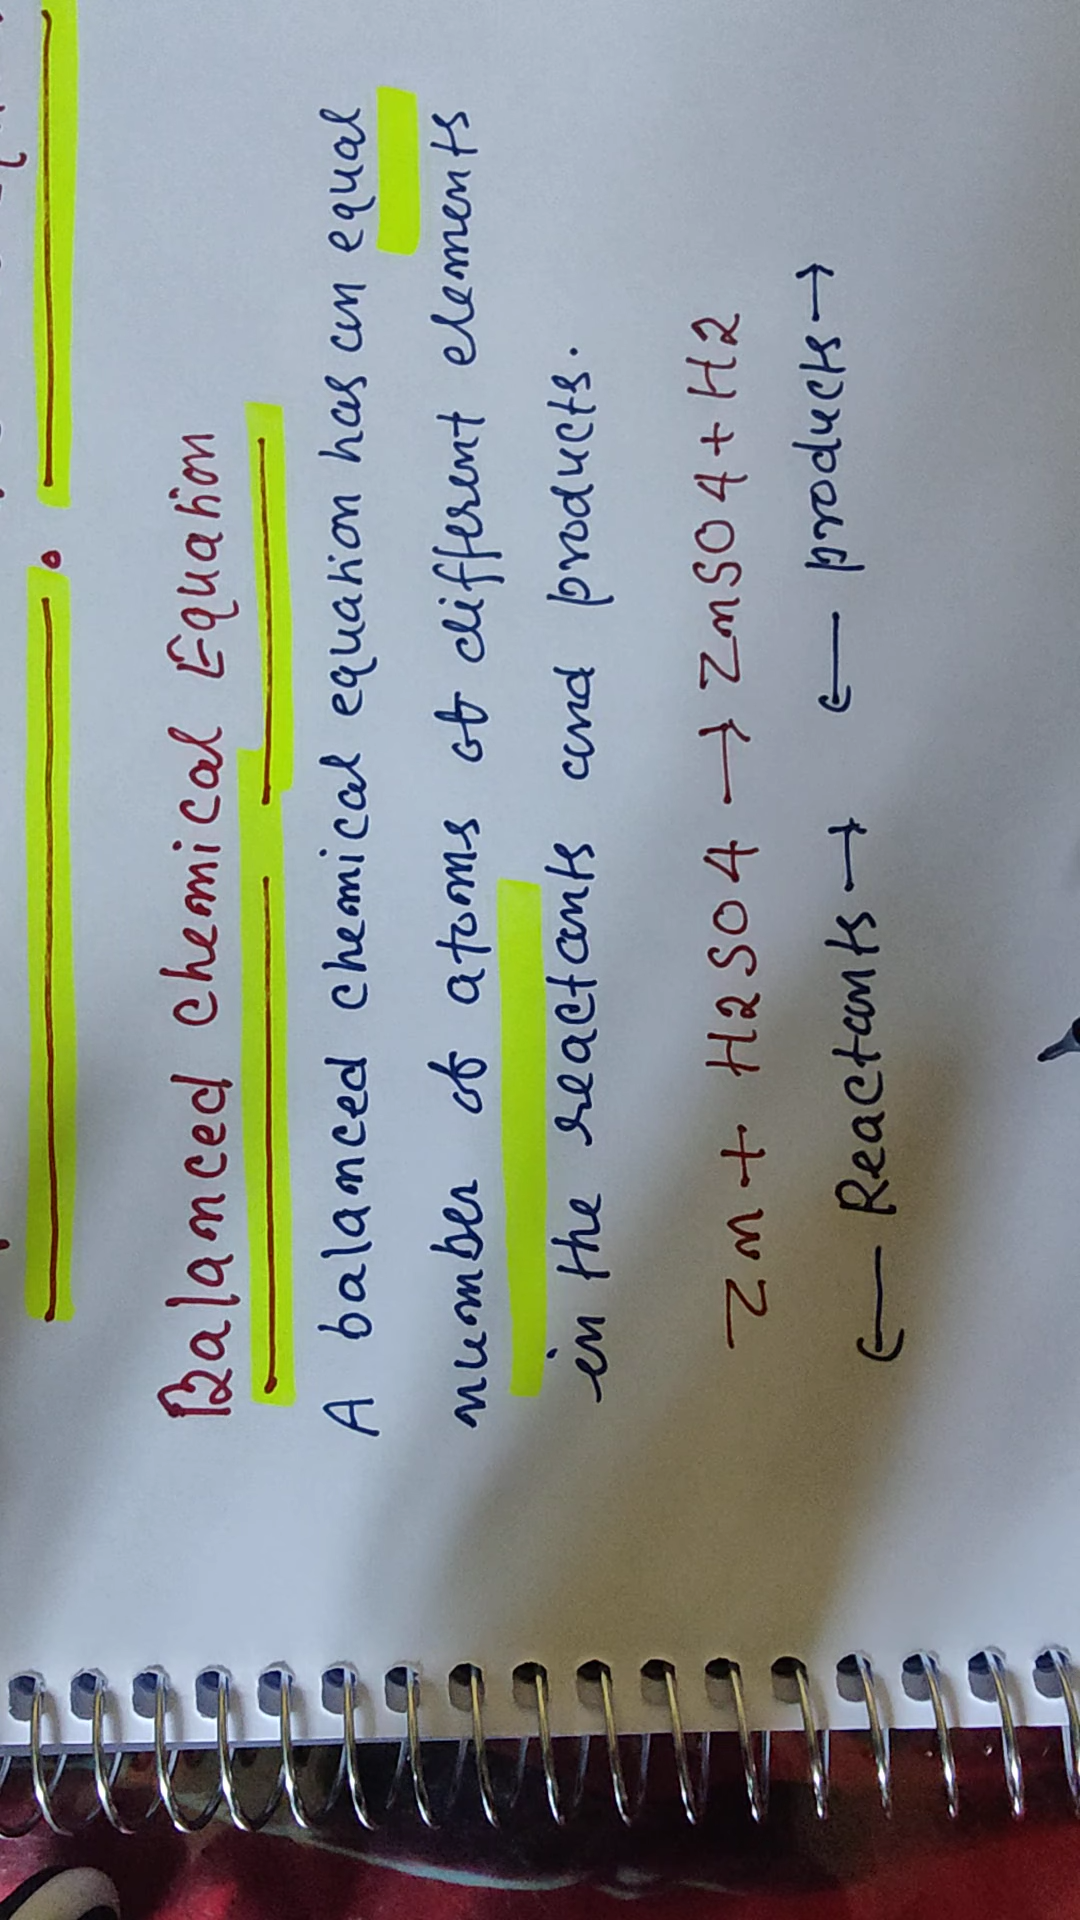 Balanced chemical Equation
A balanced chemical equation has an equal
number of atoms of different elements
in the reactants and products.
Zn + H2SO4 → ZnSO4 + H2
← Reactants → ← products →